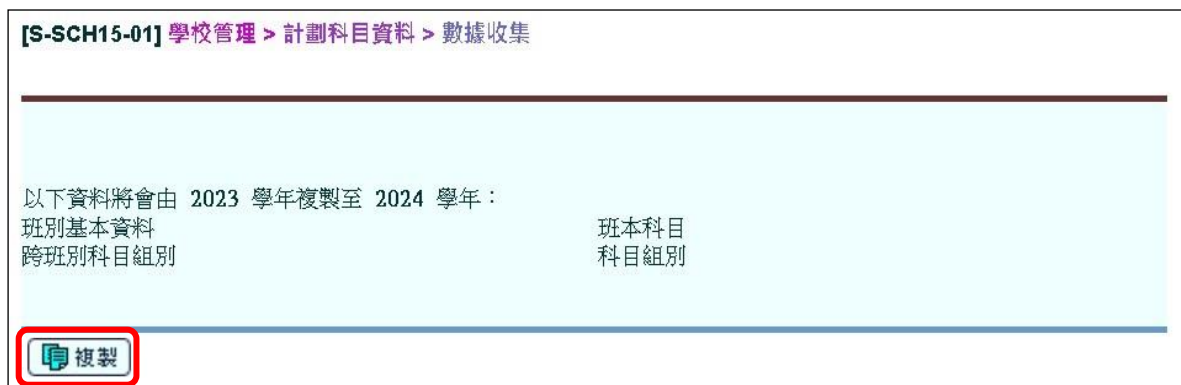 [S-SCH15-01] 學校管理 > 計劃科目資料 > 數據收集
以下資料將會由 2023 學年複製至 2024 學年：
班別基本資料 班本科目
跨班別科目組別 科目組別
複製